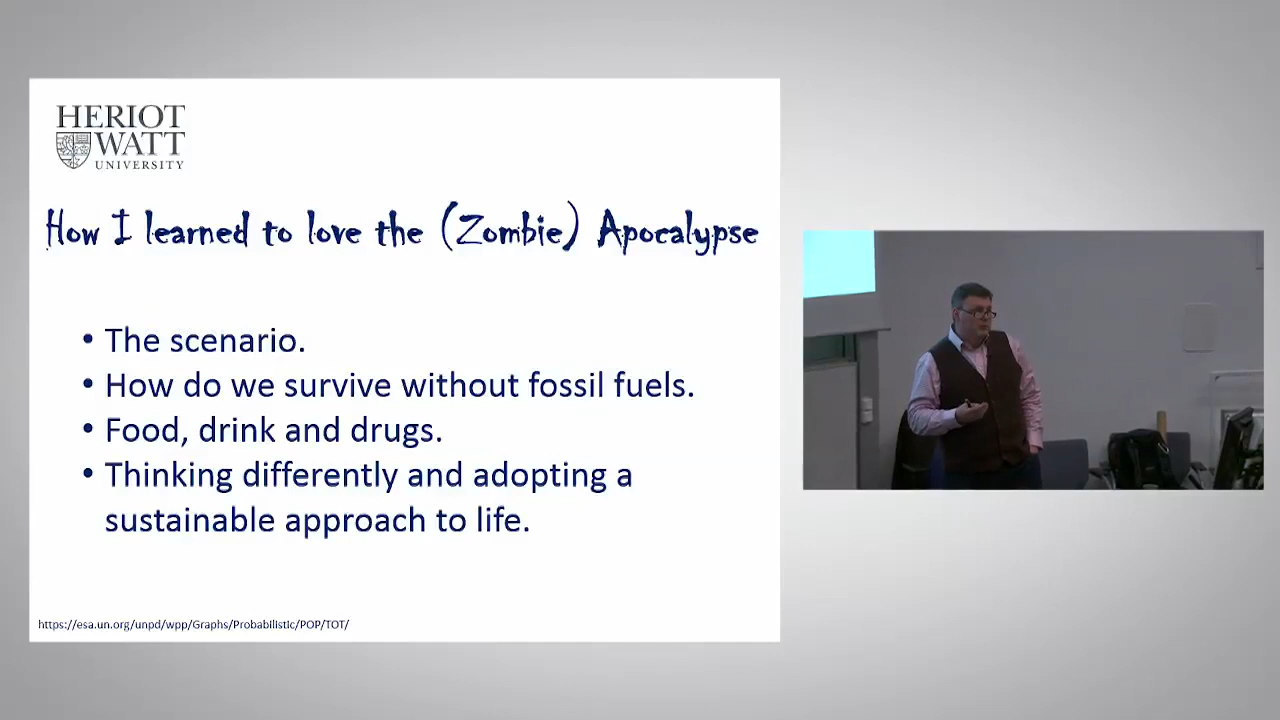 HERIOT
WATT
UNIVERSITY
How I learned to love the (Zombie) Apocalypse
• The scenario.
• How do we survive without fossil fuels.
• Food, drink and drugs.
• Thinking differently and adopting a
sustainable approach to life.
https://esa.un.org/unpd/wpp/Graphs/Probabilistic/POP/TOT/